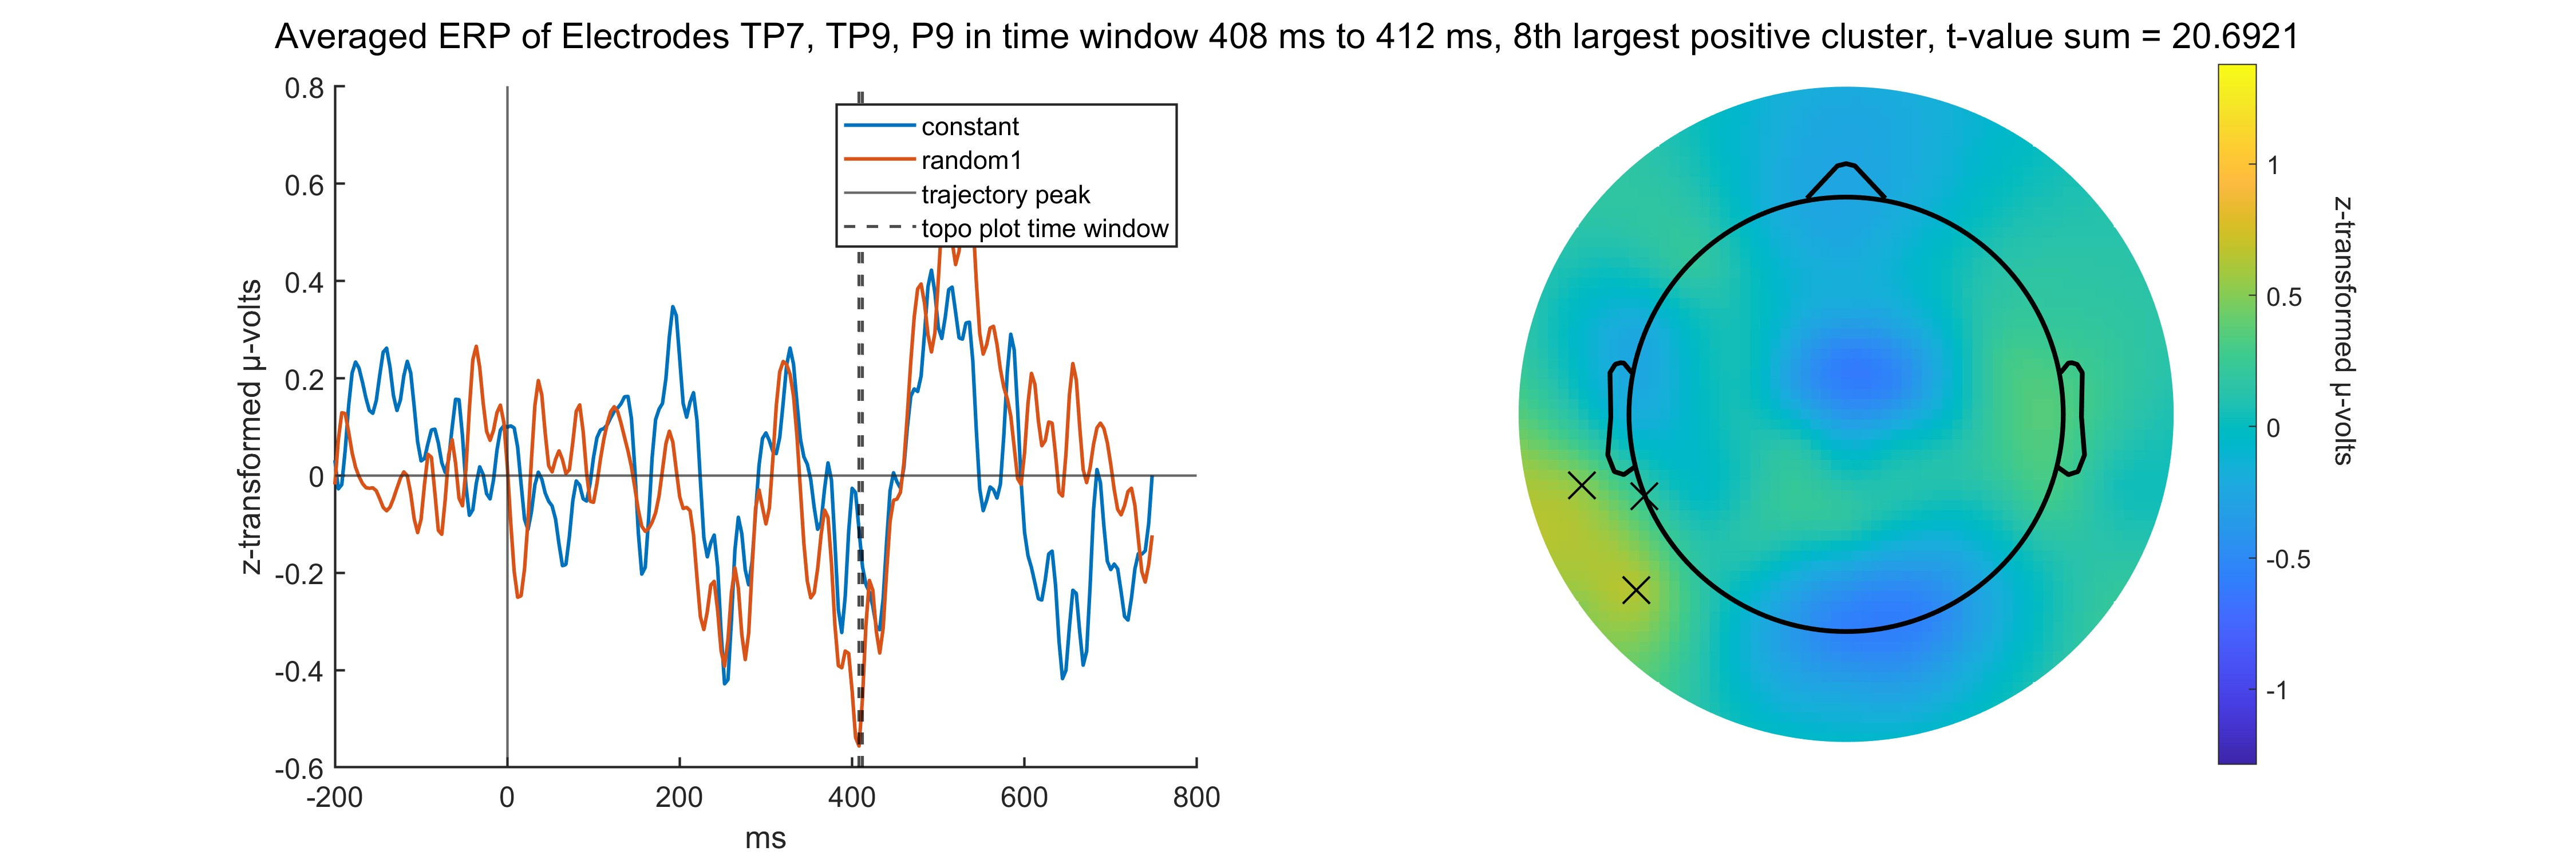 Averaged ERP of Electrodes TP7, TP9, P9 in time window 408 ms to 412 ms, 8th largest positive cluster, t-value sum = 20.6921
0.8
0.6
0.4
0.2
0
-0.2
-0.4
-0.6
z-transformed μ-volts
-200
0
200
400
600
800
ms
constant
random1
trajectory peak
topo plot time window
1
0.5
0
-0.5
-1
z-transformed μ-volts